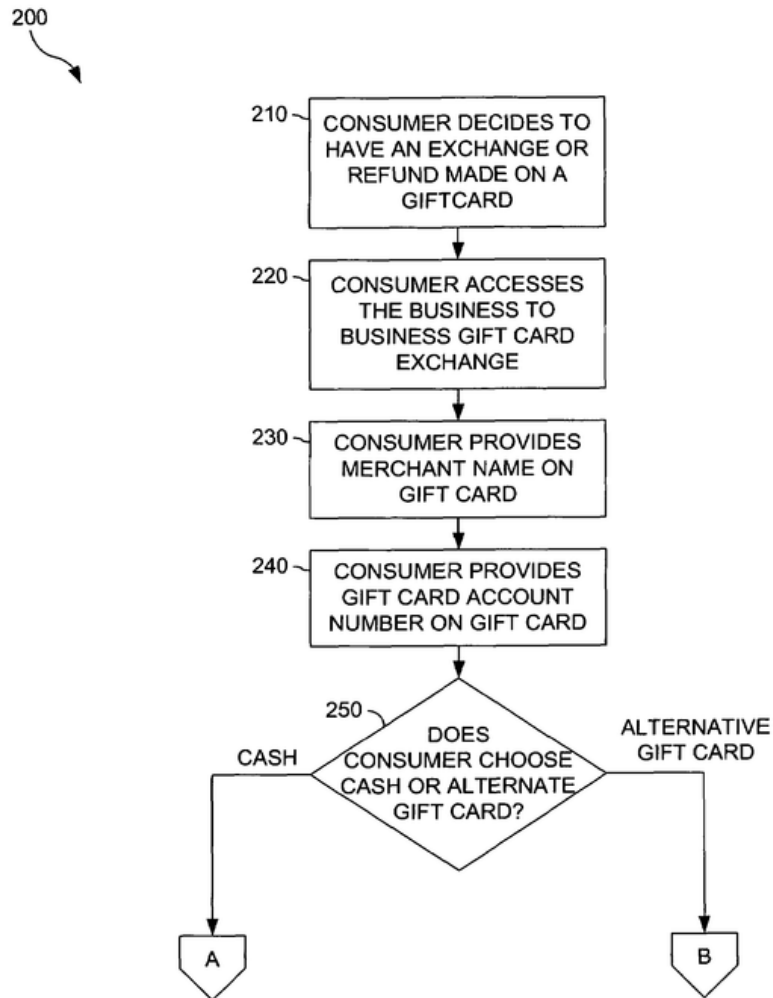 200
210
CONSUMER DECIDES TO
HAVE AN EXCHANGE OR
REFUND MADE ON A
GIFTCARD
220
CONSUMER ACCESSES
THE BUSINESS TO
BUSINESS GIFT CARD
EXCHANGE
230
CONSUMER PROVIDES
MERCHANT NAME ON
GIFT CARD
240
CONSUMER PROVIDES
GIFT CARD ACCOUNT
NUMBER ON GIFT CARD
250
DOES
CONSUMER CHOOSE
CASH OR ALTERNATE
GIFT CARD?
CASH
ALTERNATIVE
GIFT CARD
A
B